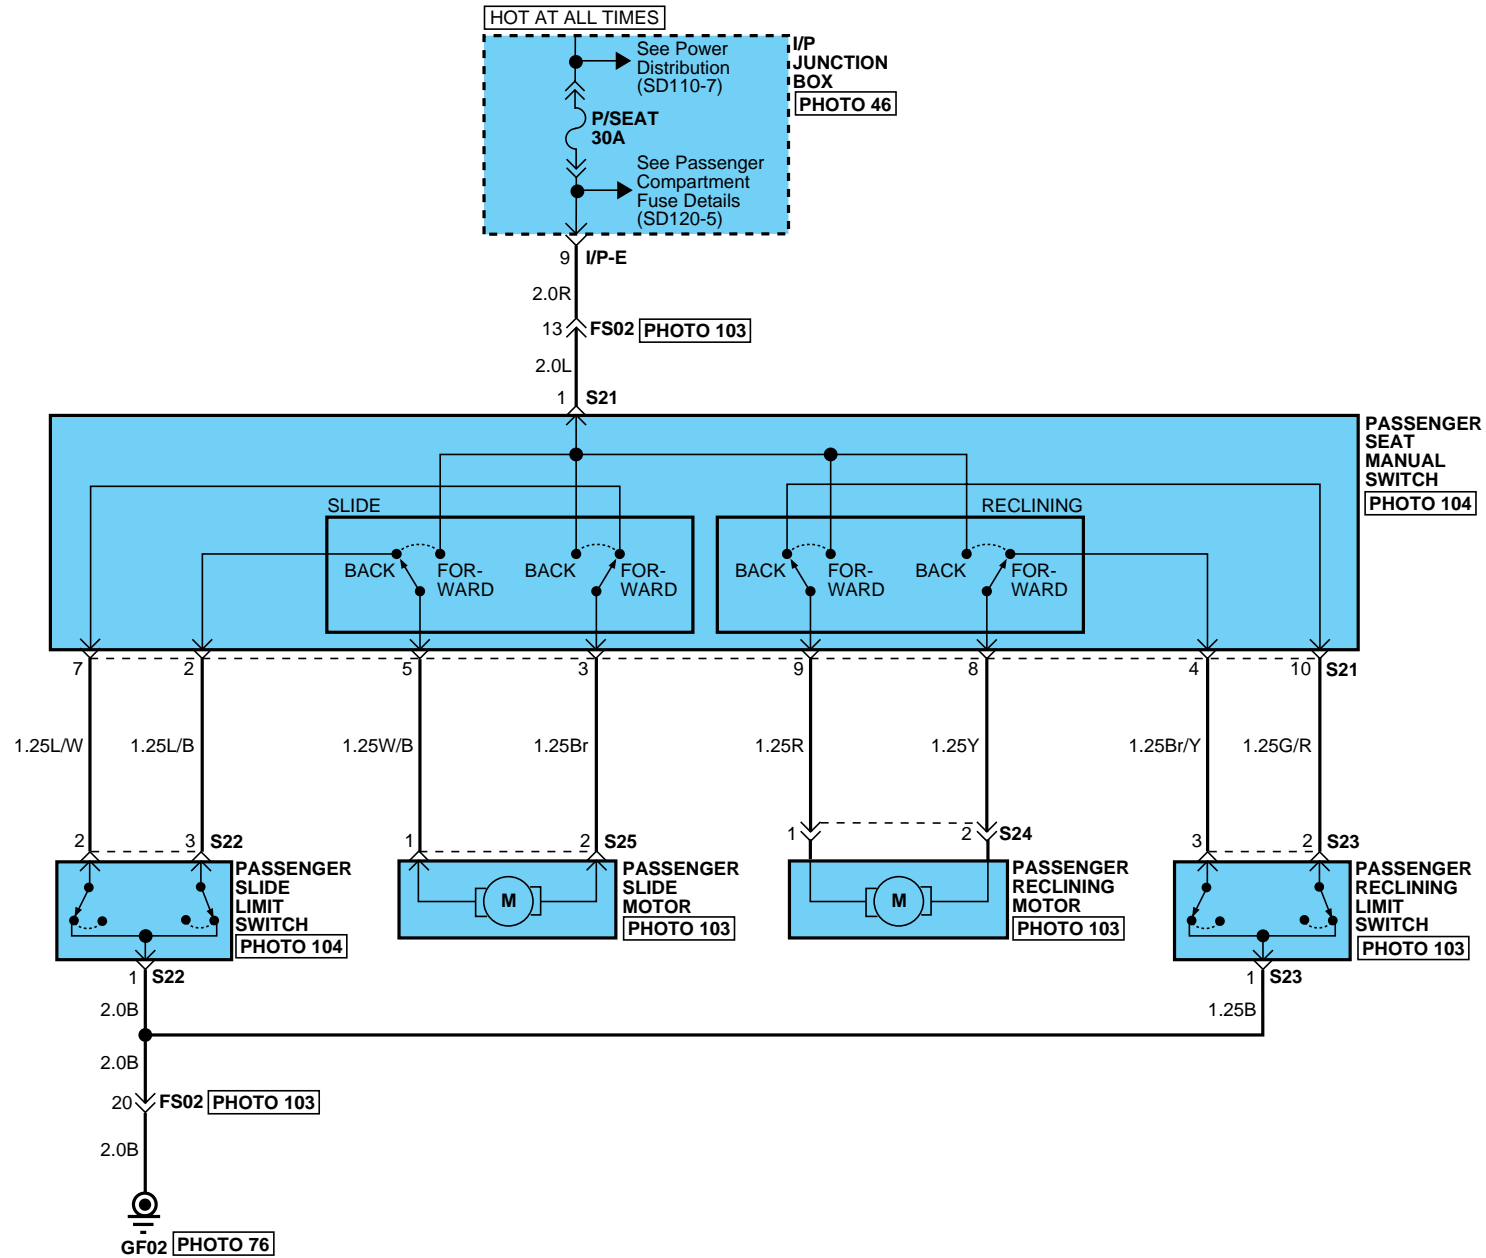 HOT AT ALL TIMES
See Power
Distribution
(SD110-7)
I/P
JUNCTION
BOX
PHOTO 46
P/SEAT
30A
See Passenger
Compartment
Fuse Details
(SD120-5)
9 I/P-E
2.0R
13 FS02 PHOTO 103
2.0L
1 S21
PASSENGER
SEAT
MANUAL
SWITCH
PHOTO 104
SLIDE
RECLINING
BACK FOR-
WARD
BACK FOR-
WARD
BACK FOR-
WARD
BACK FOR-
WARD
7 2 5 3 9 8 4 10 S21
1.25L/W 1.25L/B 1.25W/B 1.25Br 1.25R 1.25Y 1.25Br/Y 1.25G/R
2 3 S22
1 2 S25
1 2 S24
3 2 S23
PASSENGER
SLIDE
LIMIT
SWITCH
PHOTO 104
M
PASSENGER
SLIDE
MOTOR
PHOTO 103
M
PASSENGER
RECLINING
MOTOR
PHOTO 103
PASSENGER
RECLINING
LIMIT
SWITCH
PHOTO 103
1 S22
1 S23
2.0B
1.25B
2.0B
20 FS02 PHOTO 103
2.0B
GF02 PHOTO 76